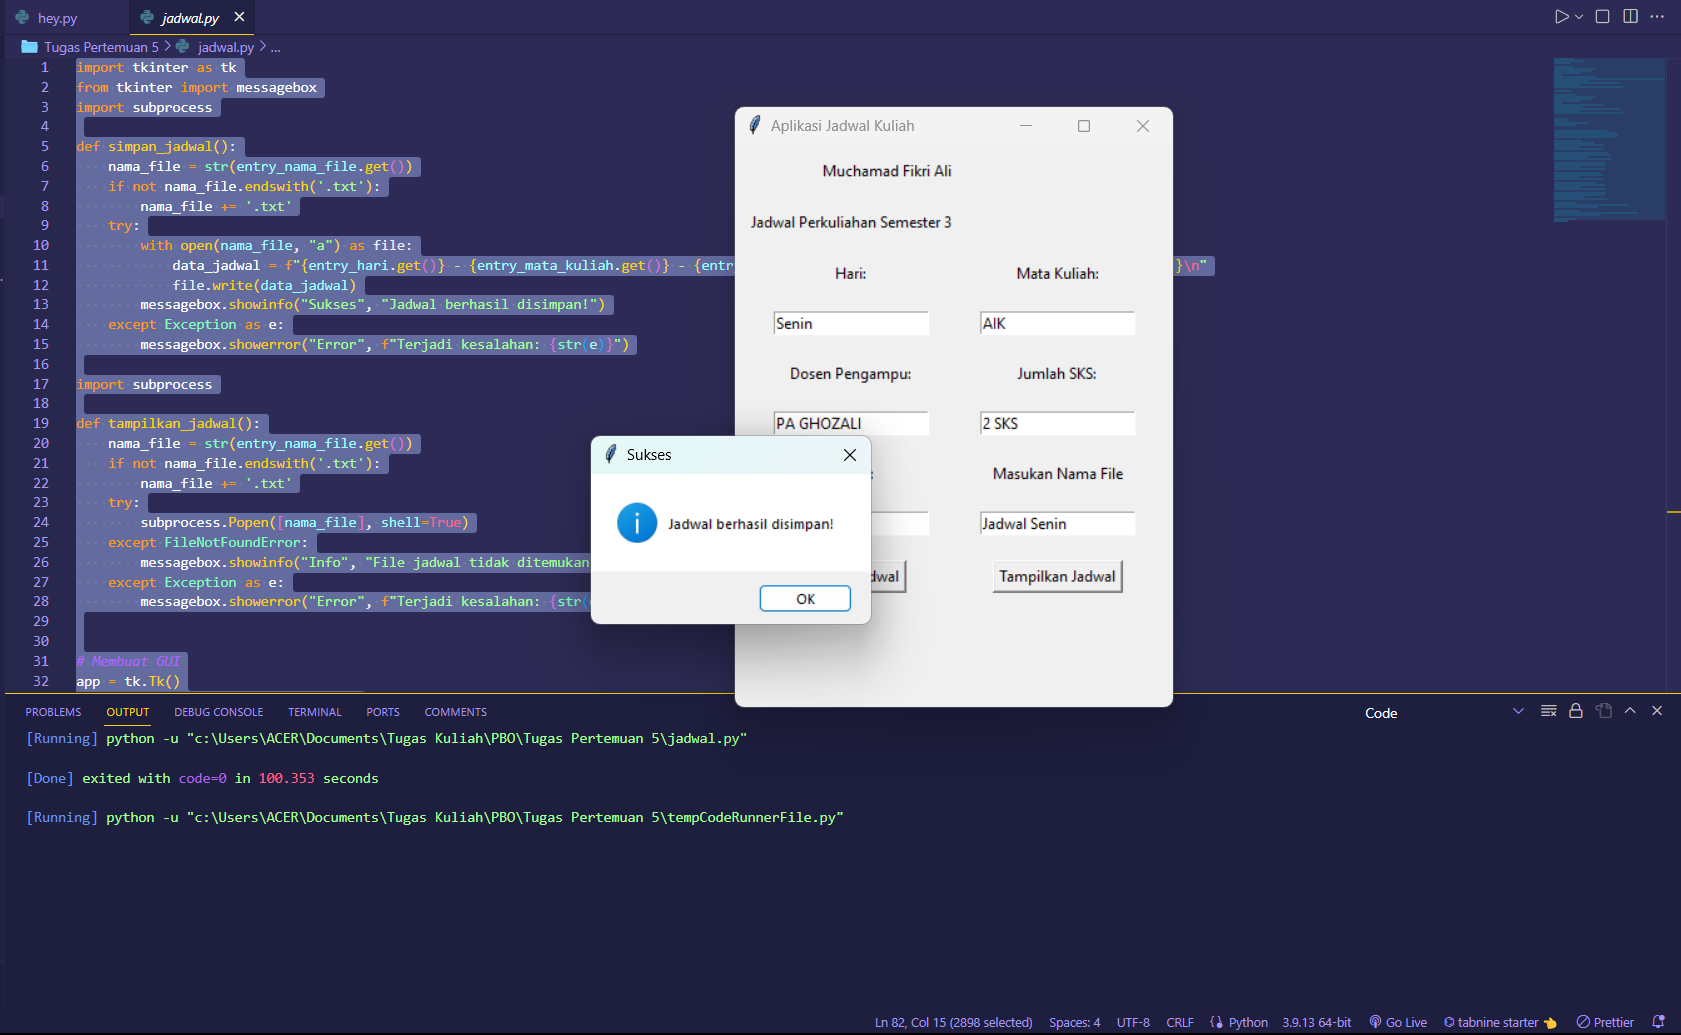 hey.py
jadwal.py
Tugas Pertemuan 5 > jadwal.py > ...
1 import tkinter as tk
2 from tkinter import messagebox
3 import subprocess
4
5 def simpan_jadwal():
6 nama_file = str(entry_nama_file.get())
7 if not nama_file.endswith('.txt'):
8 nama_file += '.txt'
9 try:
10 with open(nama_file, "a") as file:
11 data_jadwal = f"{entry_hari.get()} - {entry_mata_kuliah.get()} - {entr }\n"
12 file.write(data_jadwal)
13 messagebox.showinfo("Sukses", "Jadwal berhasil disimpan!")
14 except Exception as e:
15 messagebox.showerror("Error", f"Terjadi kesalahan: {str(e)}")
16
17 import subprocess
18
19 def tampilkan_jadwal():
20 nama_file = str(entry_nama_file.get())
21 if not nama_file.endswith('.txt'):
22 nama_file += '.txt'
23 try:
24 subprocess.Popen([nama_file], shell=True)
25 except FileNotFoundError:
26 messagebox.showinfo("Info", "File jadwal tidak ditemukan
27 except Exception as e:
28 messagebox.showerror("Error", f"Terjadi kesalahan: {str(
29
30
31 # Membuat GUI
32 app = tk.Tk()
Aplikasi Jadwal Kuliah
Muchamad Fikri Ali
Jadwal Perkuliahan Semester 3
Hari: Mata Kuliah:
Senin AIK
Dosen Pengampu: Jumlah SKS:
PA GHOZALI 2 SKS
: Masukan Nama File
Jadwal Senin
dwal Tampilkan Jadwal
Sukses
Jadwal berhasil disimpan!
OK
PROBLEMS OUTPUT DEBUG CONSOLE TERMINAL PORTS COMMENTS Code
[Running] python -u "c:\Users\ACER\Documents\Tugas Kuliah\PBO\Tugas Pertemuan 5\jadwal.py"
[Done] exited with code=0 in 100.353 seconds
[Running] python -u "c:\Users\ACER\Documents\Tugas Kuliah\PBO\Tugas Pertemuan 5\tempCodeRunnerFile.py"
Ln 82, Col 15 (2898 selected) Spaces: 4 UTF-8 CRLF Python 3.9.13 64-bit Go Live tabnine starter Prettier